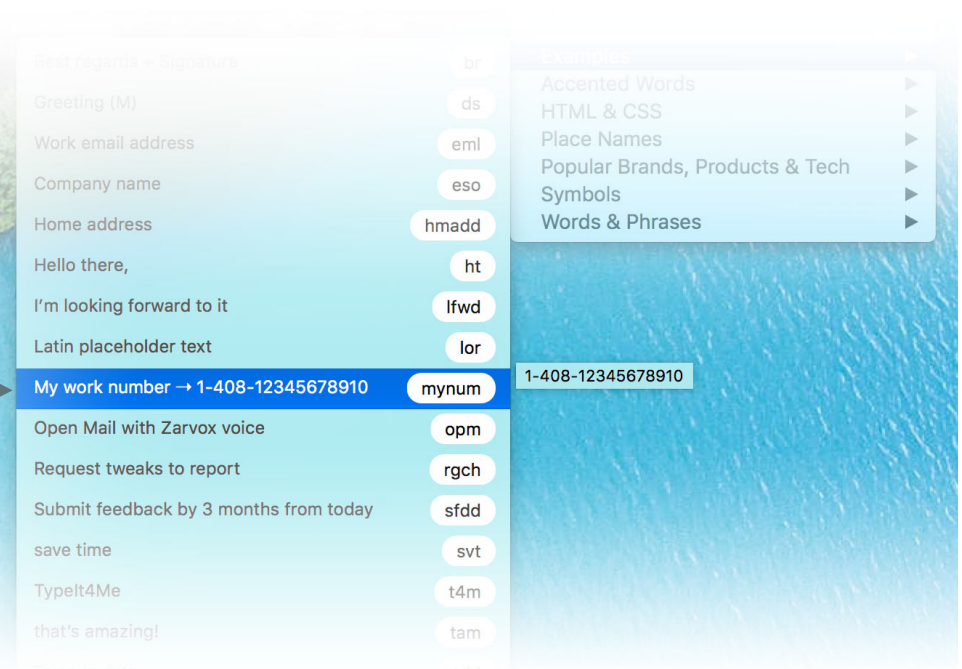 Best regards – Signature br
Greeting (M) ds
Work email address eml
Company name eso
Home address hmadd
Hello there, ht
I’m looking forward to it lfwd
Latin placeholder text lor
My work number → 1-408-12345678910 mynum
Open Mail with Zarvox voice opm
Request tweaks to report rgch
Submit feedback by 3 months from today sfdd
save time svt
TypeIt4Me t4m
that’s amazing! tam
Examples
Accented Words
HTML & CSS
Place Names
Popular Brands, Products & Tech
Symbols
Words & Phrases
1-408-12345678910